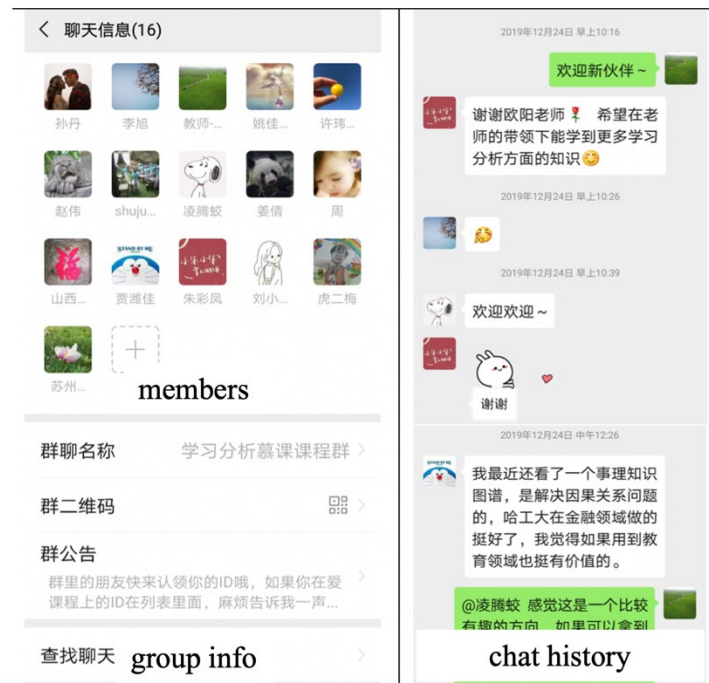 聊天信息(16)
孙丹
李旭
教师-...
姚佳...
许玮...
赵伟
shuju...
凌腾蛟
姜倩
周
STAND BY ME
山西...
贾潍佳
朱彩凤
刘小...
虎二梅
苏州...
members
群聊名称
学习分析慕课课程群
群二维码
群公告
群里的朋友快来认领你的ID哦，如果你在爱
课程上的ID在列表里面，麻烦告诉我一声...
查找聊天
group info
2019年12月24日 早上10:16
欢迎新伙伴～
谢谢欧阳老师 希望在老
师的带领下能学到更多学习
分析方面的知识
2019年12月24日 早上10:26
2019年12月24日 早上10:39
欢迎欢迎～
谢谢
2019年12月24日 中午12:26
我最近还看了一个事理知识
图谱，是解决因果关系问题
的，哈工大在金融领域做的
挺好了，我觉得如果用到教
育领域也挺有价值的。
@凌腾蛟 感觉这是一个比较
有趣的方向 如果可以拿到
chat history